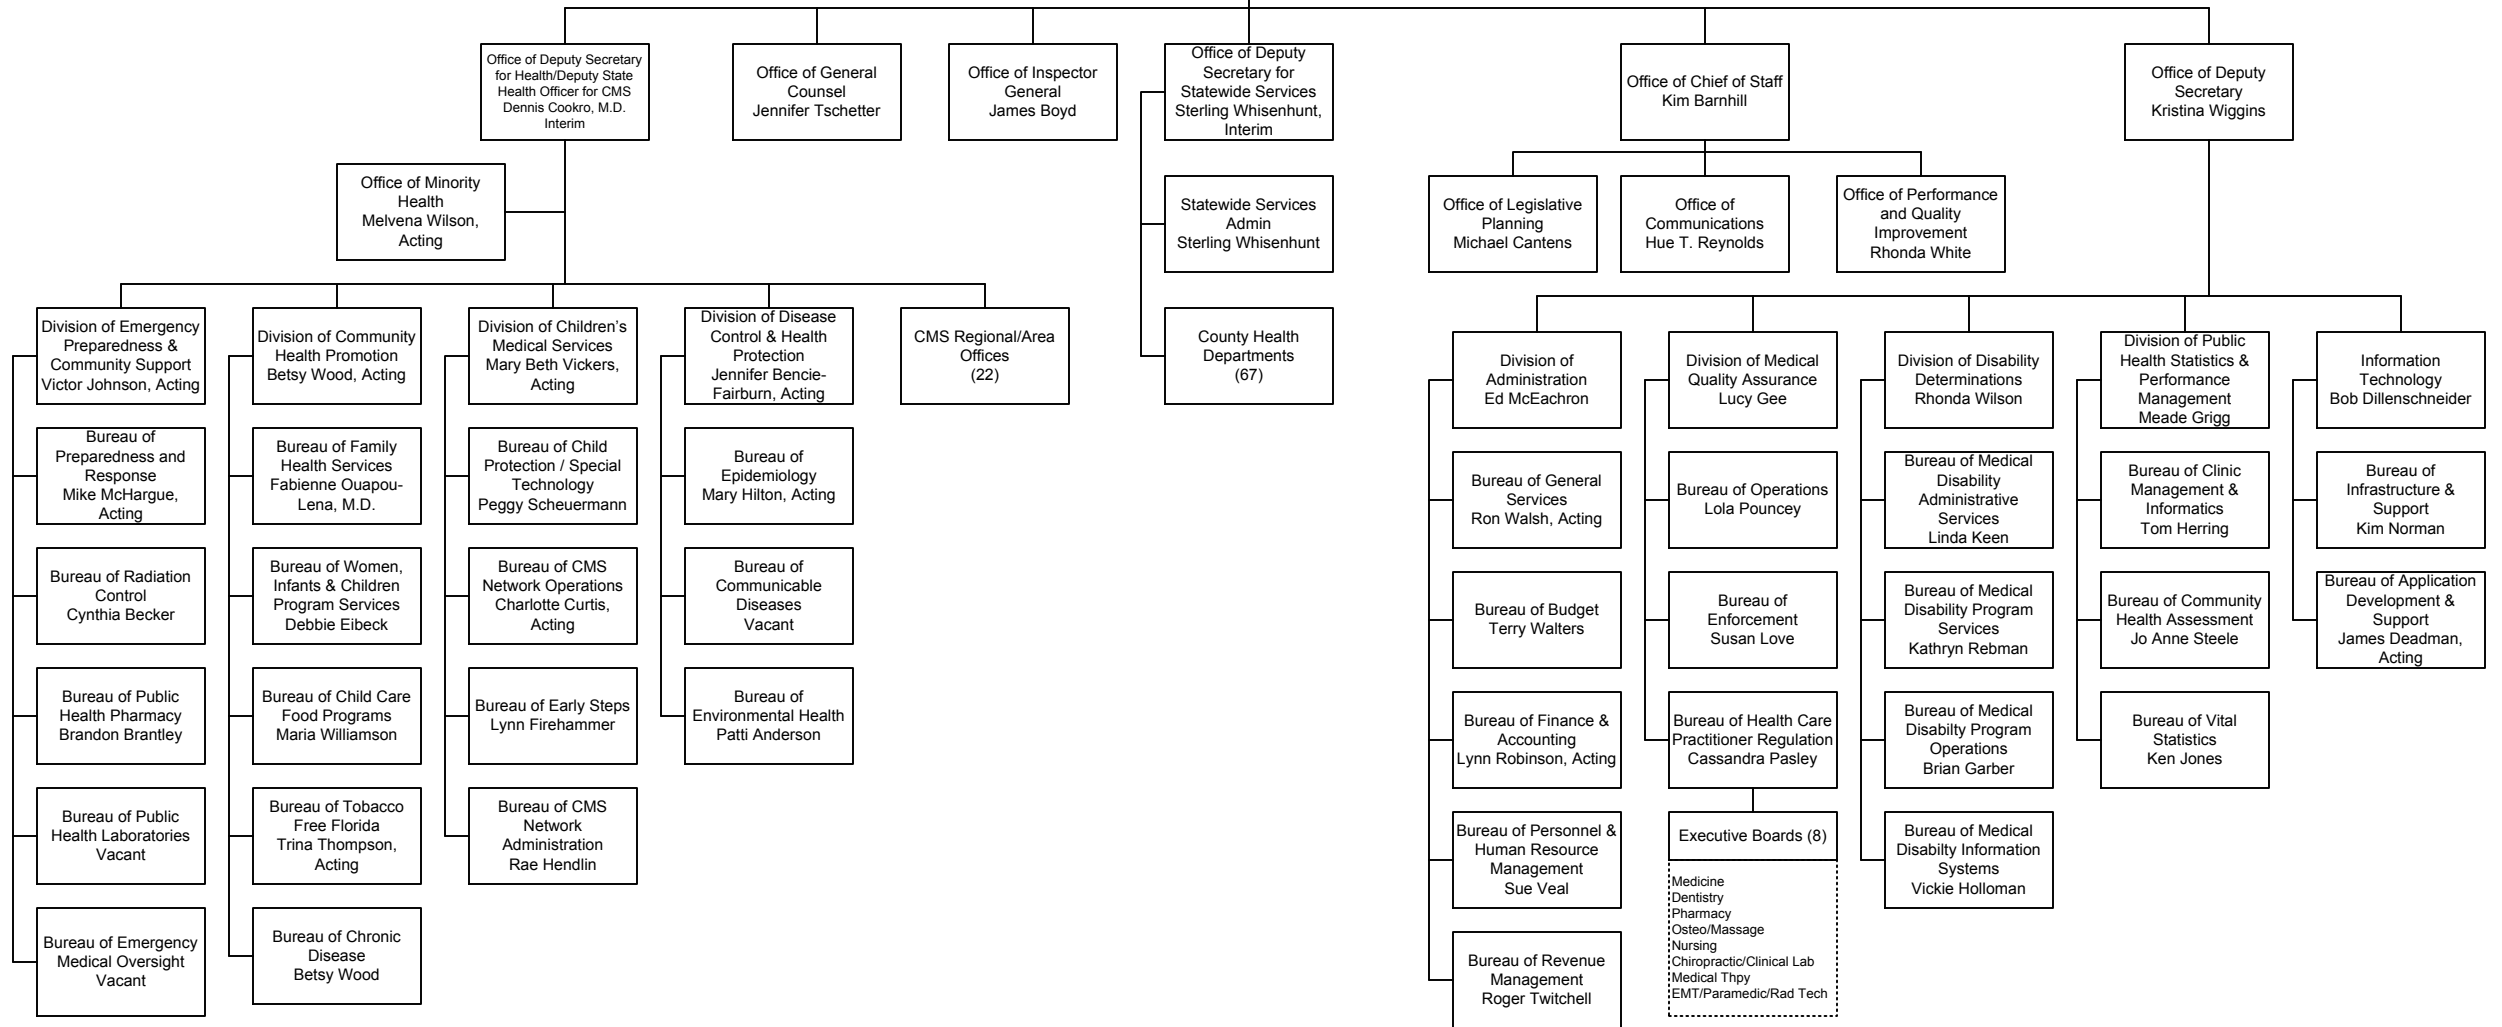 Office of Deputy Secretary
for Health/Deputy State
Health Officer for CMS
Dennis Cookro, M.D.
Interim
Office of General
Counsel
Jennifer Tschetter
Office of Inspector
General
James Boyd
Office of Deputy
Secretary for
Statewide Services
Sterling Whisenhunt,
Interim
Office of Chief of Staff
Kim Barnhill
Office of Deputy
Secretary
Kristina Wiggins
Office of Minority
Health
Melvena Wilson,
Acting
Statewide Services
Admin
Sterling Whisenhunt
Office of Legislative
Planning
Michael Cantens
Office of
Communications
Hue T. Reynolds
Office of Performance
and Quality
Improvement
Rhonda White
Division of Emergency
Preparedness &
Community Support
Victor Johnson, Acting
Division of Community
Health Promotion
Betsy Wood, Acting
Division of Children's
Medical Services
Mary Beth Vickers,
Acting
Division of Disease
Control & Health
Protection
Jennifer Bencie-
Fairburn, Acting
CMS Regional/Area
Offices
(22)
County Health
Departments
(67)
Division of
Administration
Ed McEachron
Division of Medical
Quality Assurance
Lucy Gee
Division of Disability
Determinations
Rhonda Wilson
Division of Public
Health Statistics &
Performance
Management
Meade Grigg
Information
Technology
Bob Dillenschneider
Bureau of
Preparedness and
Response
Mike McHargue,
Acting
Bureau of Family
Health Services
Fabienne Ouapou-
Lena, M.D.
Bureau of Child
Protection / Special
Technology
Peggy Scheuermann
Bureau of
Epidemiology
Mary Hilton, Acting
Bureau of General
Services
Ron Walsh, Acting
Bureau of Operations
Lola Pouncey
Bureau of Medical
Disability
Administrative
Services
Linda Keen
Bureau of Clinic
Management &
Informatics
Tom Herring
Bureau of
Infrastructure &
Support
Kim Norman
Bureau of Radiation
Control
Cynthia Becker
Bureau of Women,
Infants & Children
Program Services
Debbie Eibeck
Bureau of CMS
Network Operations
Charlotte Curtis,
Acting
Bureau of
Communicable
Diseases
Vacant
Bureau of Budget
Terry Walters
Bureau of
Enforcement
Susan Love
Bureau of Medical
Disability Program
Services
Kathryn Rebman
Bureau of Community
Health Assessment
Jo Anne Steele
Bureau of Application
Development &
Support
James Deadman,
Acting
Bureau of Public
Health Pharmacy
Brandon Brantley
Bureau of Child Care
Food Programs
Maria Williamson
Bureau of Early Steps
Lynn Firehammer
Bureau of
Environmental Health
Patti Anderson
Bureau of Finance &
Accounting
Lynn Robinson, Acting
Bureau of Health Care
Practitioner Regulation
Cassandra Pasley
Bureau of Medical
Disabilty Program
Operations
Brian Garber
Bureau of Vital
Statistics
Ken Jones
Bureau of Public
Health Laboratories
Vacant
Bureau of Tobacco
Free Florida
Trina Thompson,
Acting
Bureau of CMS
Network
Administration
Rae Hendlin
Bureau of Personnel &
Human Resource
Management
Sue Veal
Executive Boards (8)
Medicine
Dentistry
Pharmacy
Osteo/Massage
Nursing
Chiropractic/Clinical Lab
Medical Thpy
EMT/Paramedic/Rad Tech
Bureau of Medical
Disabilty Information
Systems
Vickie Holloman
Bureau of Emergency
Medical Oversight
Vacant
Bureau of Chronic
Disease
Betsy Wood
Bureau of Revenue
Management
Roger Twitchell